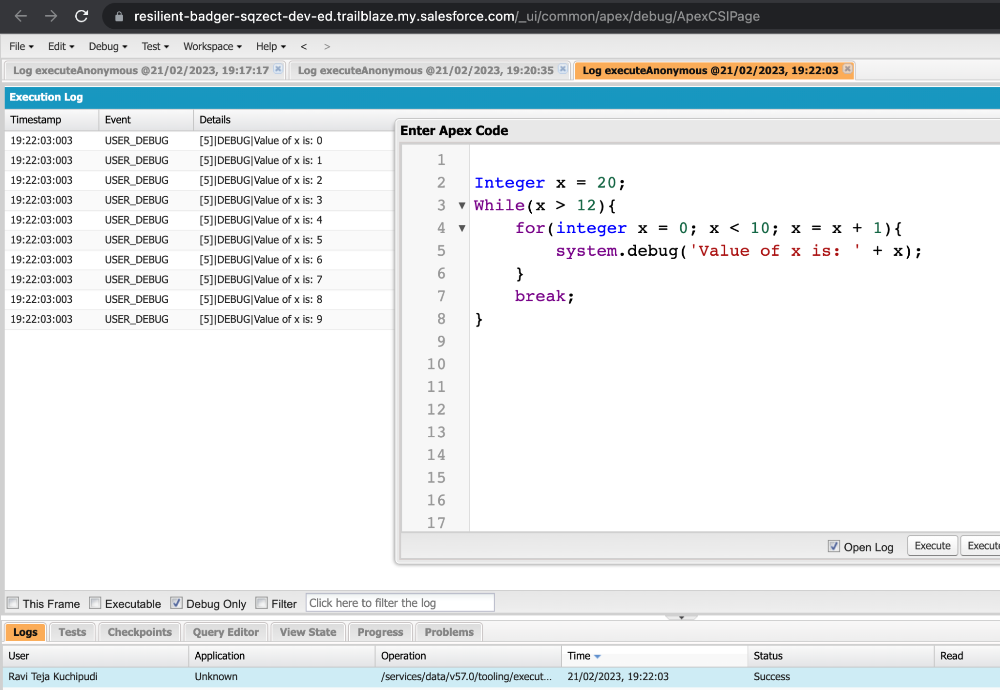 resilient-badger-sqzect-dev-ed.trailblaze.my.salesforce.com/_ui/common/apex/debug/ApexCSIPage
File Edit Debug Test Workspace Help < >
Log executeAnonymous @21/02/2023, 19:17:17 Log executeAnonymous @21/02/2023, 19:20:35 Log executeAnonymous @21/02/2023, 19:22:03
Execution Log
Timestamp Event Details
19:22:03:003 USER_DEBUG [5]|DEBUG|Value of x is: 0
19:22:03:003 USER_DEBUG [5]|DEBUG|Value of x is: 1
19:22:03:003 USER_DEBUG [5]|DEBUG|Value of x is: 2
19:22:03:003 USER_DEBUG [5]|DEBUG|Value of x is: 3
19:22:03:003 USER_DEBUG [5]|DEBUG|Value of x is: 4
19:22:03:003 USER_DEBUG [5]|DEBUG|Value of x is: 5
19:22:03:003 USER_DEBUG [5]|DEBUG|Value of x is: 6
19:22:03:003 USER_DEBUG [5]|DEBUG|Value of x is: 7
19:22:03:003 USER_DEBUG [5]|DEBUG|Value of x is: 8
19:22:03:003 USER_DEBUG [5]|DEBUG|Value of x is: 9
Enter Apex Code
1
2 Integer x = 20;
3 While(x > 12){
4 for(integer x = 0; x < 10; x = x + 1){
5 system.debug('Value of x is: ' + x);
6 }
7 break;
8 }
9
10
11
12
13
14
15
16
17
Open Log Execute Execute
This Frame Executable Debug Only Filter Click here to filter the log
Logs Tests Checkpoints Query Editor View State Progress Problems
User Application Operation Time Status Read
Ravi Teja Kuchipudi Unknown /services/data/v57.0/tooling/execut... 21/02/2023, 19:22:03 Success